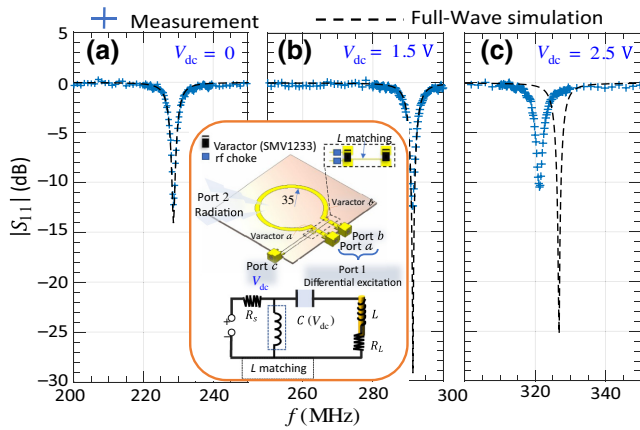 Measurement
Full-Wave simulation
(a)
V_dc = 0
(b)
V_dc = 1.5 V
(c)
V_dc = 2.5 V
|S_11| (dB)
5
0
−5
−10
−15
−20
−25
−30
200
220
240
260
280
300
320
340
f (MHz)
L matching
Varactor (SMV1233)
rf choke
Port 2
Radiation
35
Varactor b
Varactor a
Port b
Port a
Port c
V_dc
Port 1
Differential excitation
R_s
C (V_dc)
L
R_L
+
−
L matching